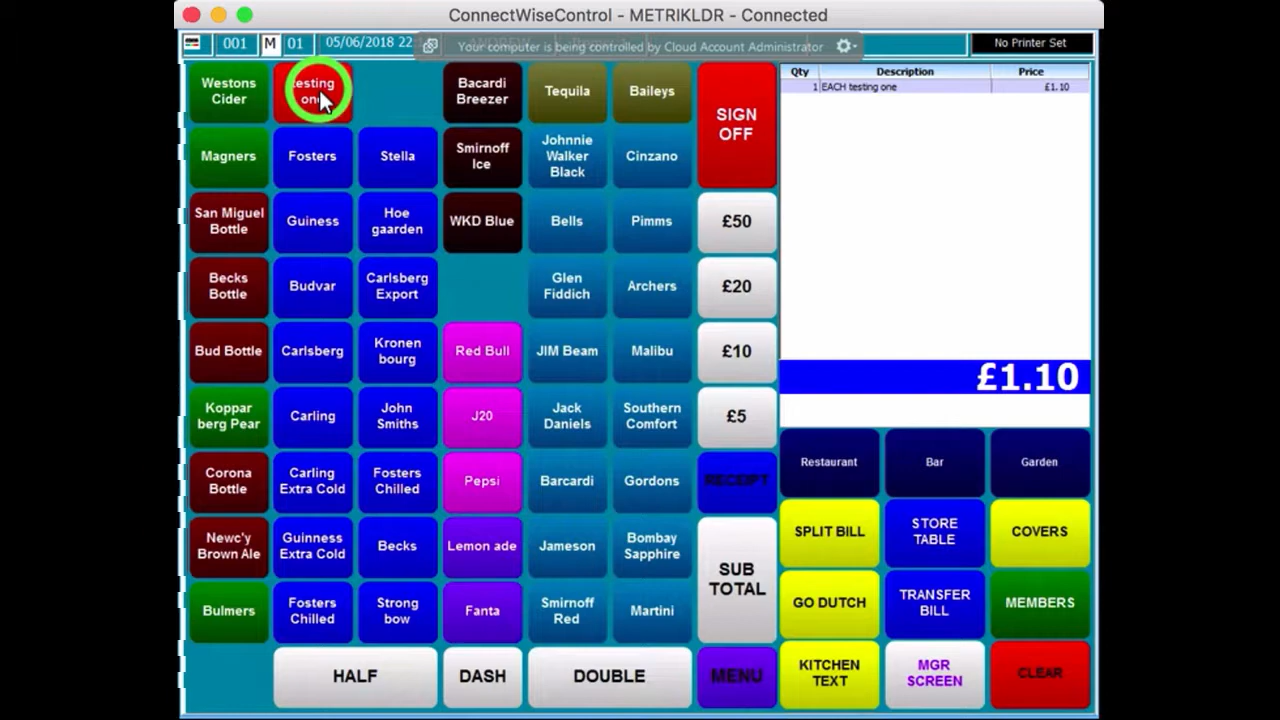 ConnectWiseControl - METRIKLDR - Connected
001 M 01 05/06/2018 22
Your computer is being controlled by Cloud Account Administrator
No Printer Set
Westons
Cider
testing
one
Bacardi
Breezer
Tequila
Baileys
SIGN
OFF
Qty Description Price
1 EACH testing one £1.10
Magners
Fosters
Stella
Smirnoff
Ice
Johnnie
Walker
Black
Cinzano
San Miguel
Bottle
Guiness
Hoe
gaarden
WKD Blue
Bells
Pimms
£50
Becks
Bottle
Budvar
Carlsberg
Export
Glen
Fiddich
Archers
£20
Bud Bottle
Carlsberg
Kronen
bourg
Red Bull
JIM Beam
Malibu
£10
£1.10
Koppar
berg Pear
Carling
John
Smiths
J20
Jack
Daniels
Southern
Comfort
£5
Corona
Bottle
Carling
Extra Cold
Fosters
Chilled
Pepsi
Barcardi
Gordons
RECEIPT
Restaurant
Bar
Garden
Newc'y
Brown Ale
Guinness
Extra Cold
Becks
Lemon ade
Jameson
Bombay
Sapphire
SUB
TOTAL
SPLIT BILL
STORE
TABLE
COVERS
Bulmers
Fosters
Chilled
Strong
bow
Fanta
Smirnoff
Red
Martini
GO DUTCH
TRANSFER
BILL
MEMBERS
HALF
DASH
DOUBLE
MENU
KITCHEN
TEXT
MGR
SCREEN
CLEAR